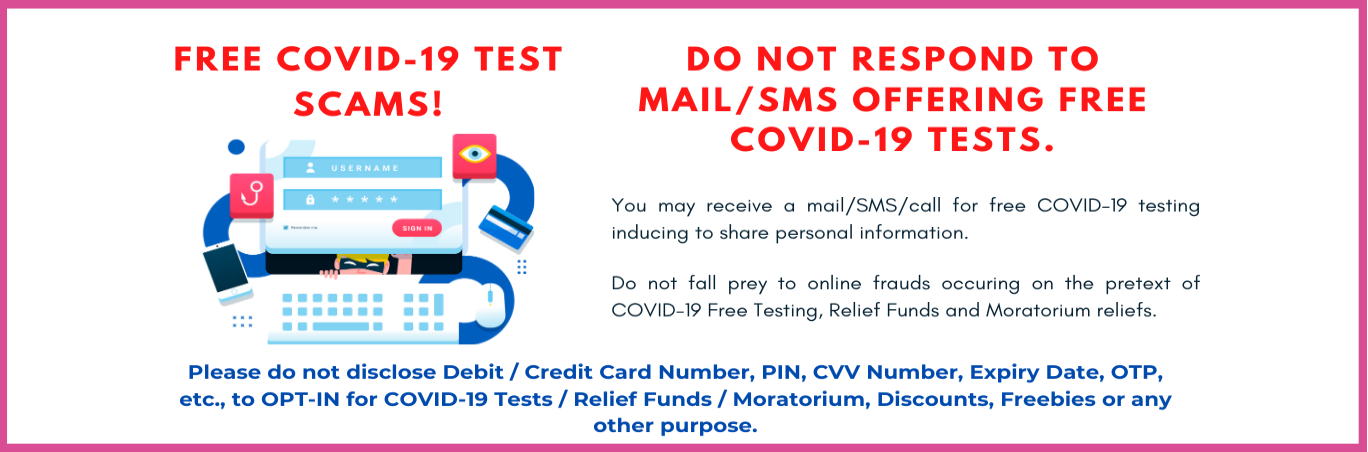 FREE COVID-19 TEST
SCAMS!
USERNAME
* * * * *
Remember me
SIGN IN
DO NOT RESPOND TO
MAIL/SMS OFFERING FREE
COVID-19 TESTS.
You may receive a mail/SMS/call for free COVID-19 testing
inducing to share personal information.
Do not fall prey to online frauds occuring on the pretext of
COVID-19 Free Testing, Relief Funds and Moratorium reliefs.
Please do not disclose Debit / Credit Card Number, PIN, CVV Number, Expiry Date, OTP,
etc., to OPT-IN for COVID-19 Tests / Relief Funds / Moratorium, Discounts, Freebies or any
other purpose.